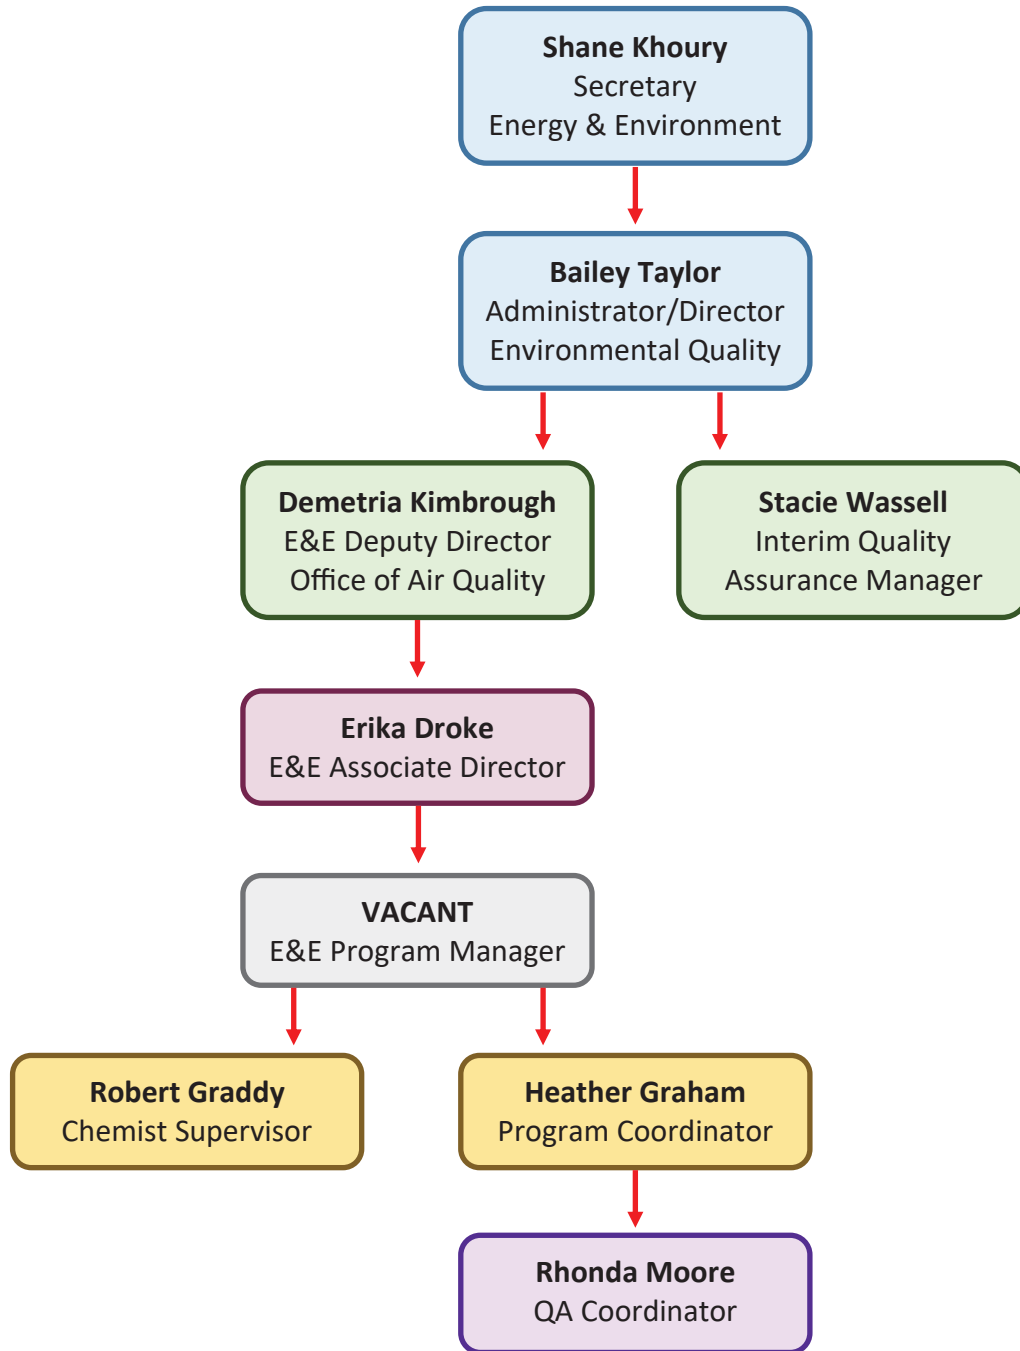 Shane Khoury
Secretary
Energy & Environment
Bailey Taylor
Administrator/Director
Environmental Quality
Demetria Kimbrough
E&E Deputy Director
Office of Air Quality
Stacie Wassell
Interim Quality
Assurance Manager
Erika Droke
E&E Associate Director
VACANT
E&E Program Manager
Robert Graddy
Chemist Supervisor
Heather Graham
Program Coordinator
Rhonda Moore
QA Coordinator